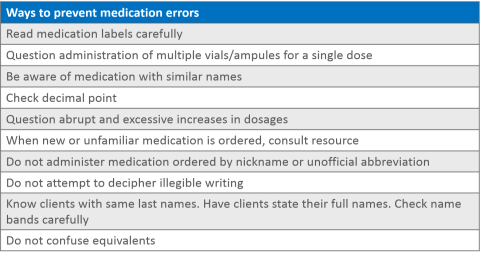 Ways to prevent medication errors
Read medication labels carefully
Question administration of multiple vials/ampules for a single dose
Be aware of medication with similar names
Check decimal point
Question abrupt and excessive increases in dosages
When new or unfamiliar medication is ordered, consult resource
Do not administer medication ordered by nickname or unofficial abbreviation
Do not attempt to decipher illegible writing
Know clients with same last names. Have clients state their full names. Check name
bands carefully
Do not confuse equivalents